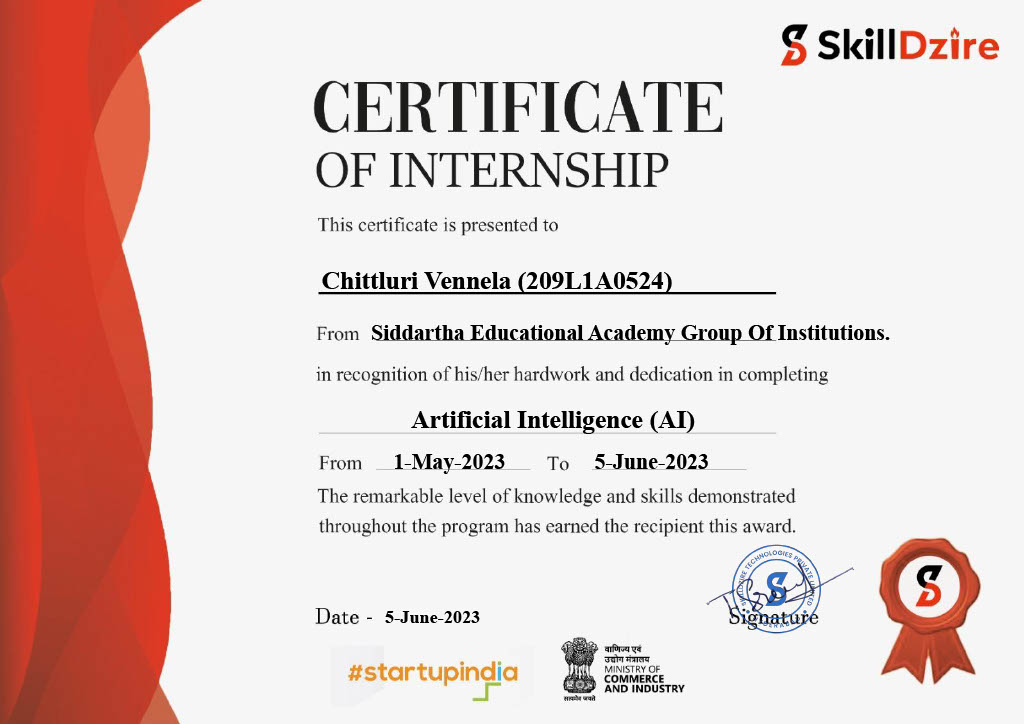 SkillDzire
CERTIFICATE
OF INTERNSHIP
This certificate is presented to
Chittluri Vennela (209L1A0524)
From Siddartha Educational Academy Group Of Institutions.
in recognition of his/her hardwork and dedication in completing
Artificial Intelligence (AI)
From 1-May-2023 To 5-June-2023
The remarkable level of knowledge and skills demonstrated
throughout the program has earned the recipient this award.
SKILLDZIRE TECHNOLOGIES PRIVATE LIMITED
Signature
Date - 5-June-2023
#startupindia
वाणिज्य एवं
उद्योग मंत्रालय
MINISTRY OF
COMMERCE
AND INDUSTRY
सत्यमेव जयते